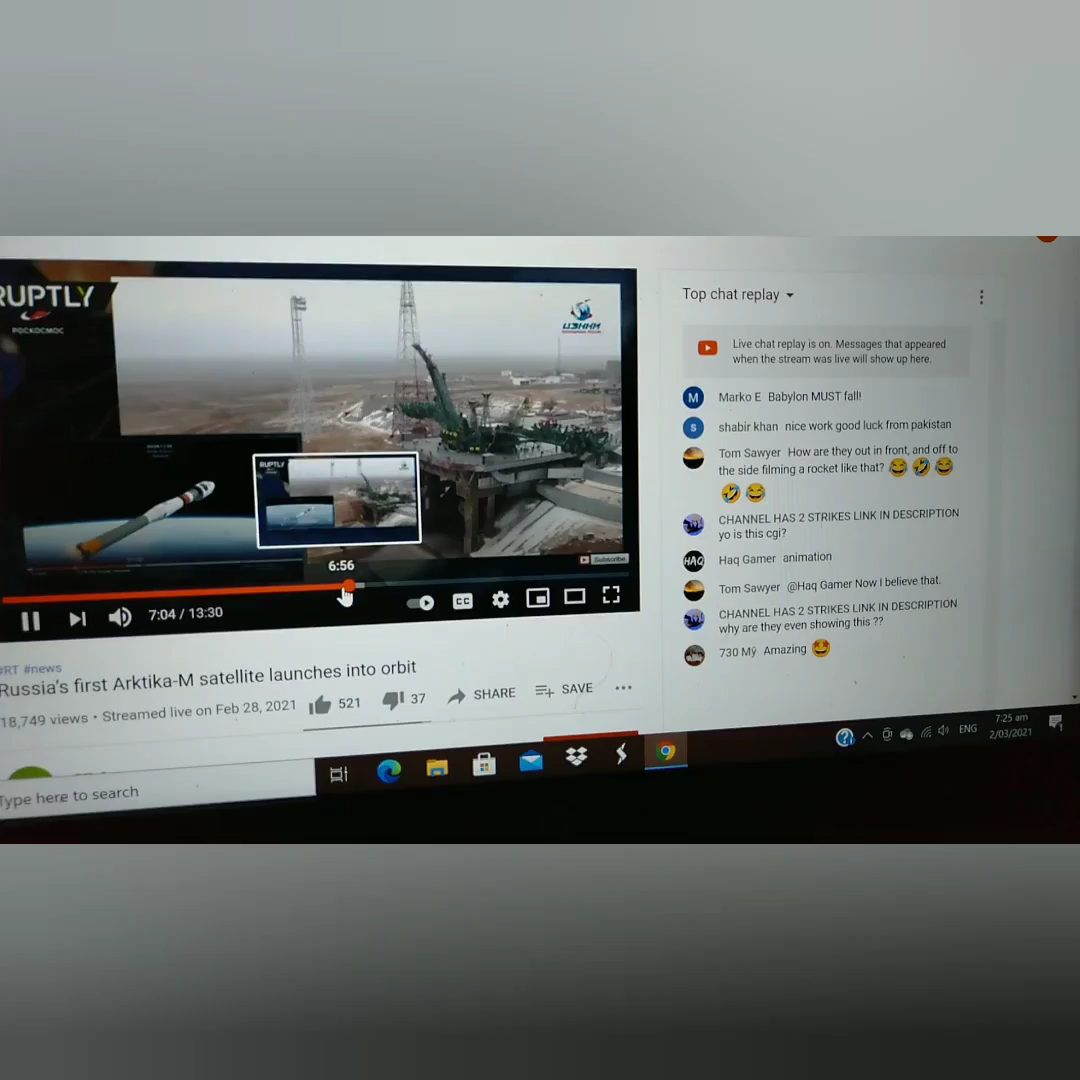 RUPTLY
РОСКОСМОС
ЦЭНКИ
RUPTLY
Subscribe
6:56
CC
7:04 / 13:30
#RT #news
Russia's first Arktika-M satellite launches into orbit
18,749 views • Streamed live on Feb 28, 2021
521
37
SHARE
SAVE
Top chat replay
Live chat replay is on. Messages that appeared
when the stream was live will show up here.
M
Marko E Babylon MUST fall!
s
shabir khan nice work good luck from pakistan
Tom Sawyer How are they out in front, and off to
the side filming a rocket like that? 😂 🤣 😂
🤣 😂
CHANNEL HAS 2 STRIKES LINK IN DESCRIPTION
yo is this cgi?
HAQ
Haq Gamer animation
Tom Sawyer @Haq Gamer Now I believe that.
CHANNEL HAS 2 STRIKES LINK IN DESCRIPTION
why are they even showing this ??
730 Mÿ Amazing 🤩
Type here to search
ENG
7:25 am
2/03/2021